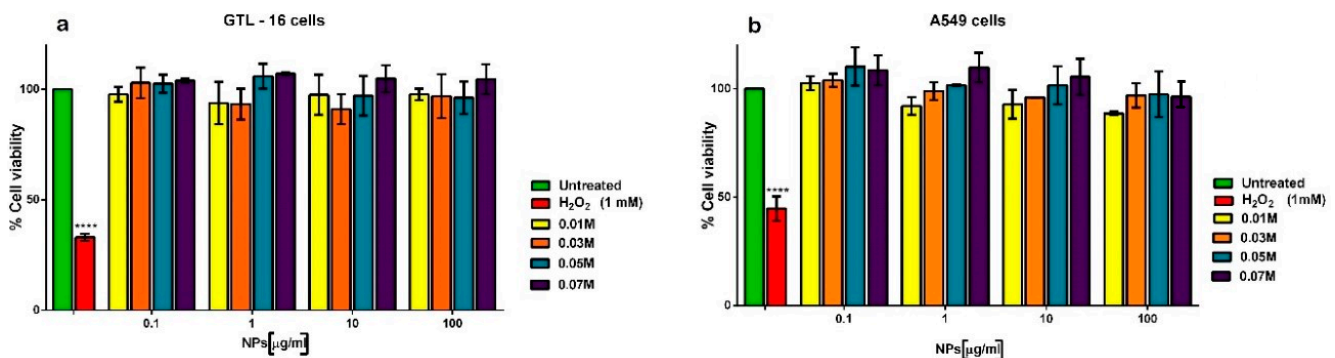 a
GTL - 16 cells
% Cell viability
100
50
0
****
0.1
1
10
100
NPs[µg/ml]
Untreated
H₂O₂ (1 mM)
0.01M
0.03M
0.05M
0.07M
b
A549 cells
% Cell viability
100
50
0
****
0.1
1
10
100
NPs[µg/ml]
Untreated
H₂O₂ (1mM)
0.01M
0.03M
0.05M
0.07M